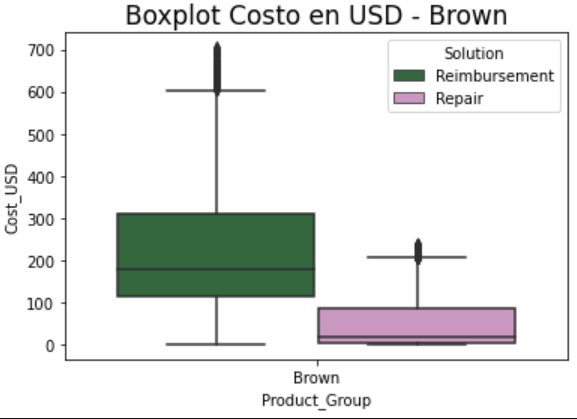 Boxplot Costo en USD - Brown
Solution
Reimbursement
Repair
Cost_USD
700
600
500
400
300
200
100
0
Brown
Product_Group